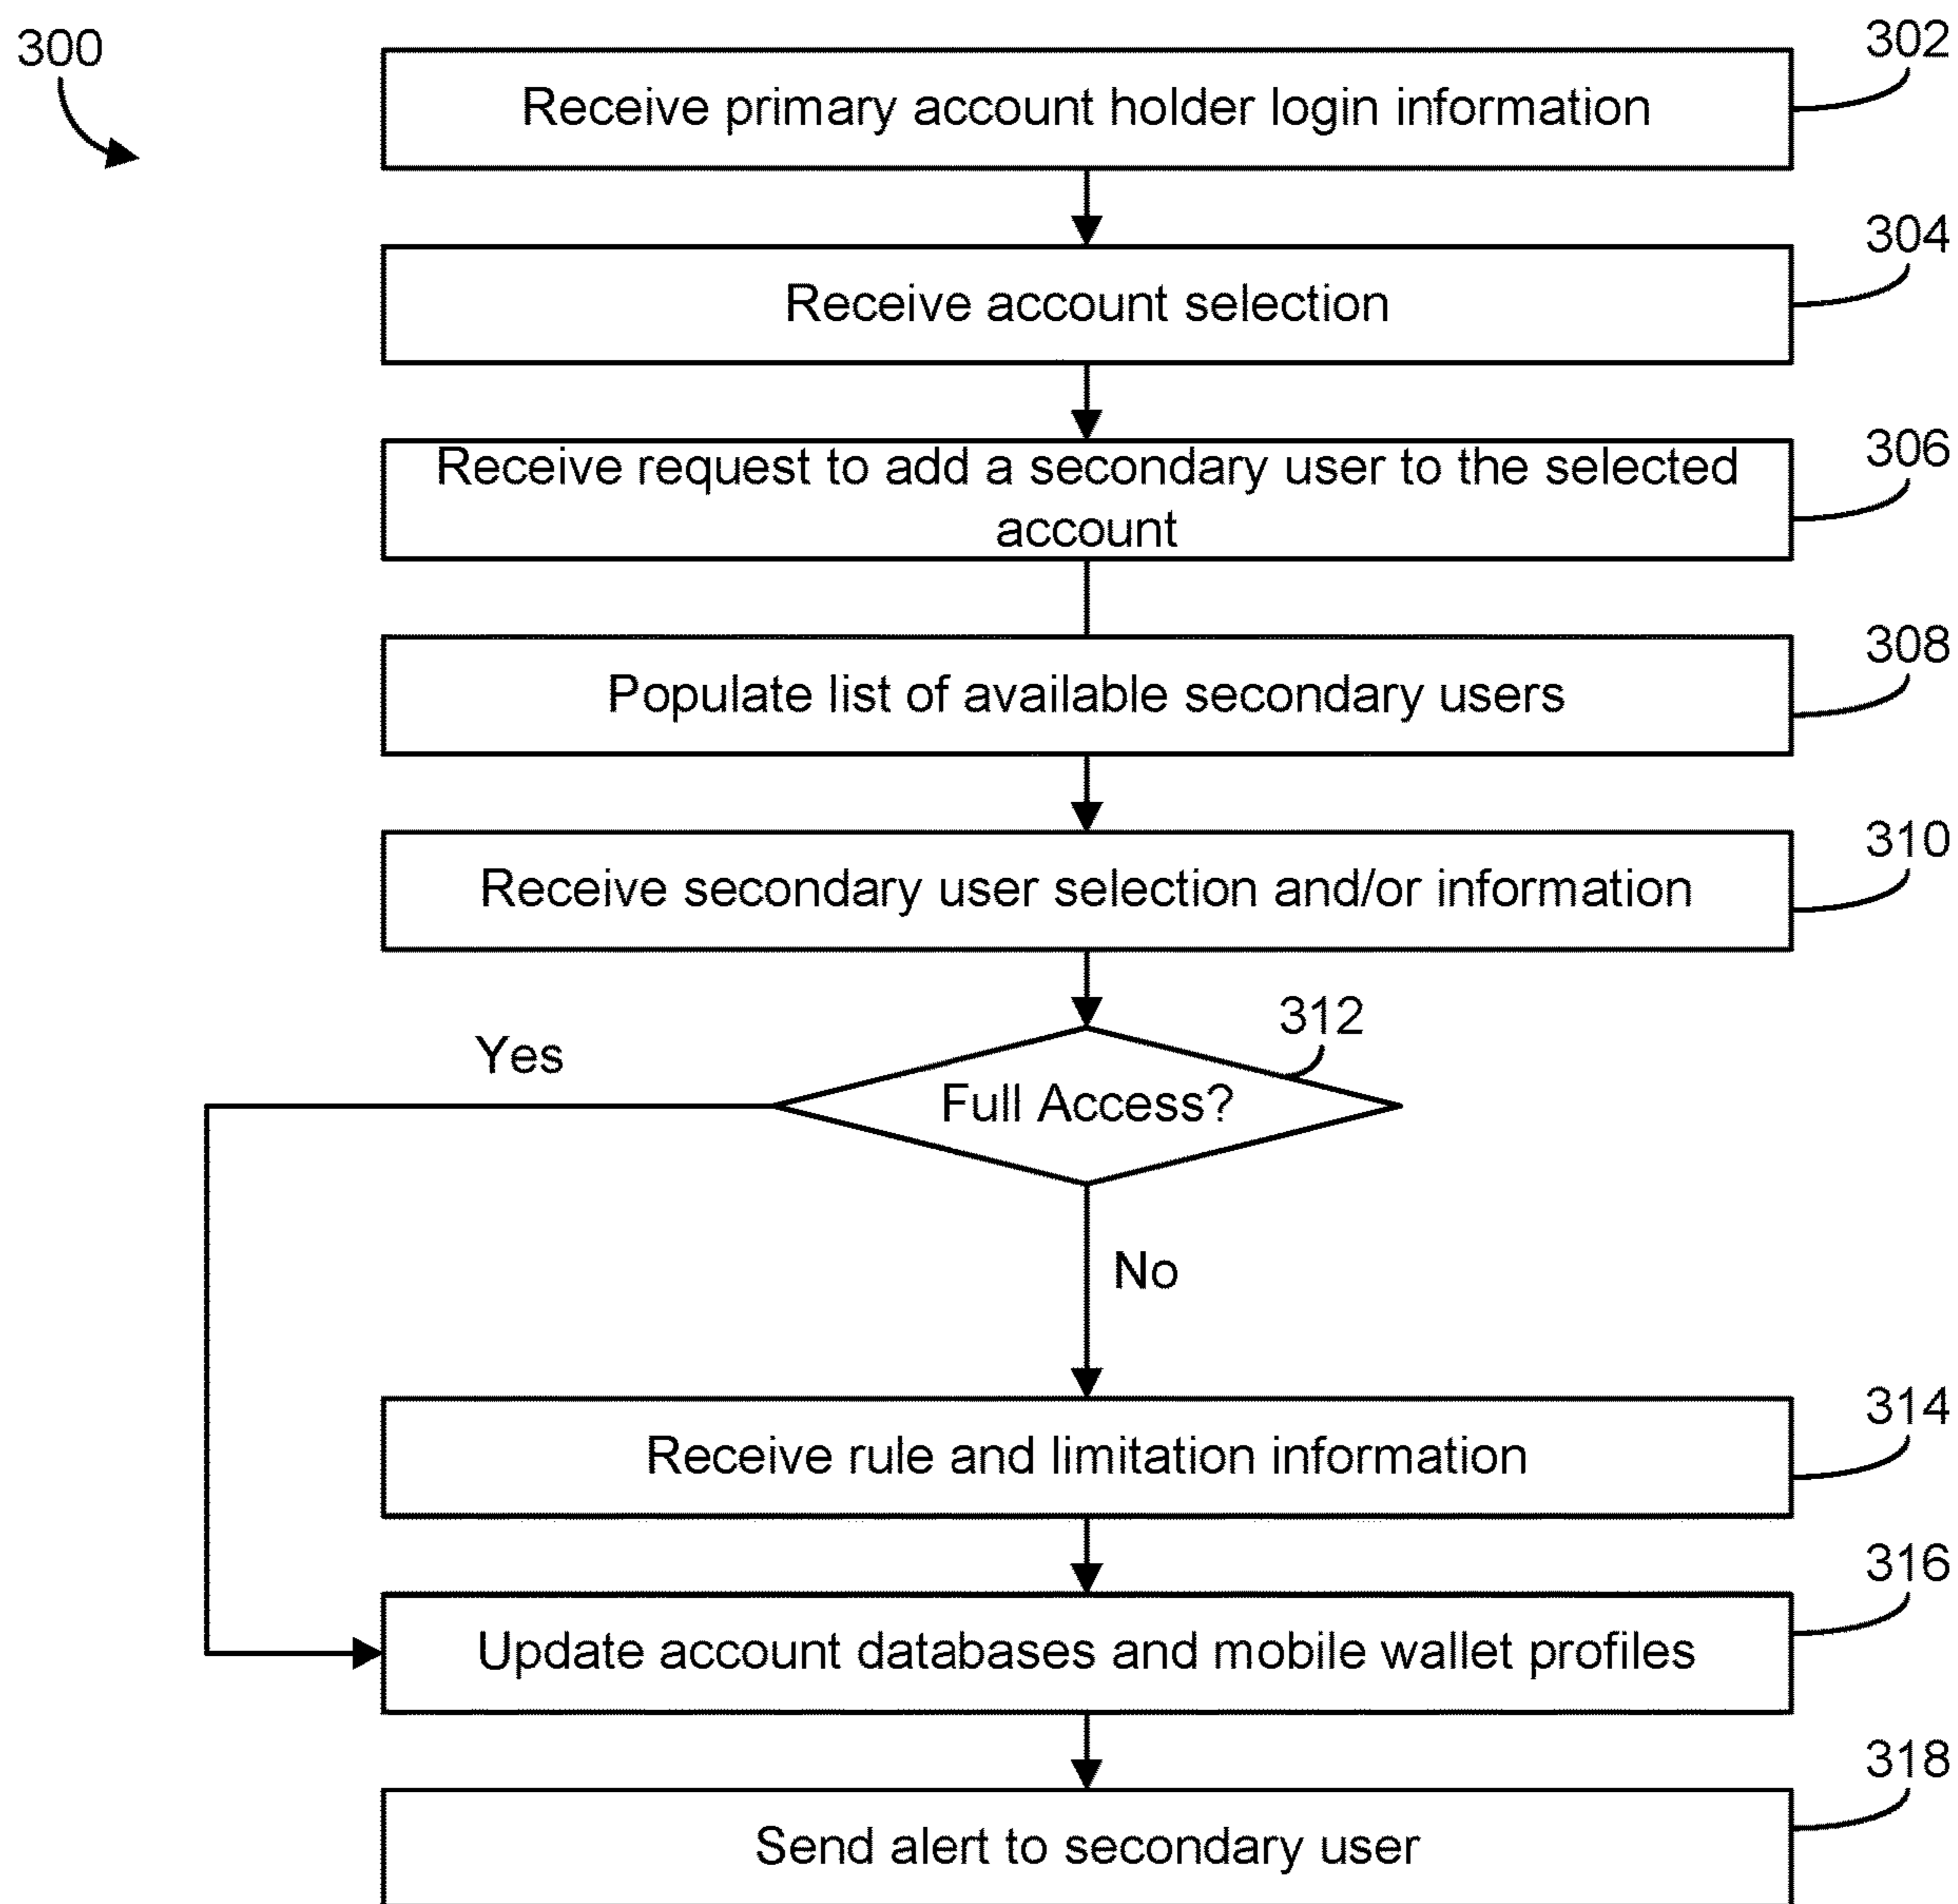 300
302
Receive primary account holder login information
304
Receive account selection
306
Receive request to add a secondary user to the selected
account
308
Populate list of available secondary users
310
Receive secondary user selection and/or information
312
Yes
Full Access?
No
314
Receive rule and limitation information
316
Update account databases and mobile wallet profiles
318
Send alert to secondary user